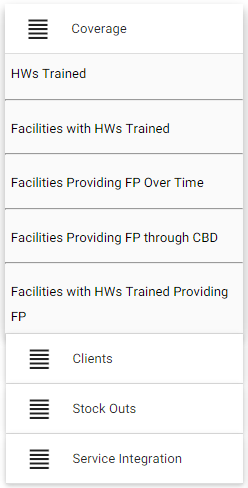 Coverage
HWs Trained
Facilities with HWs Trained
Facilities Providing FP Over Time
Facilities Providing FP through CBD
Facilities with HWs Trained Providing
FP
Clients
Stock Outs
Service Integration